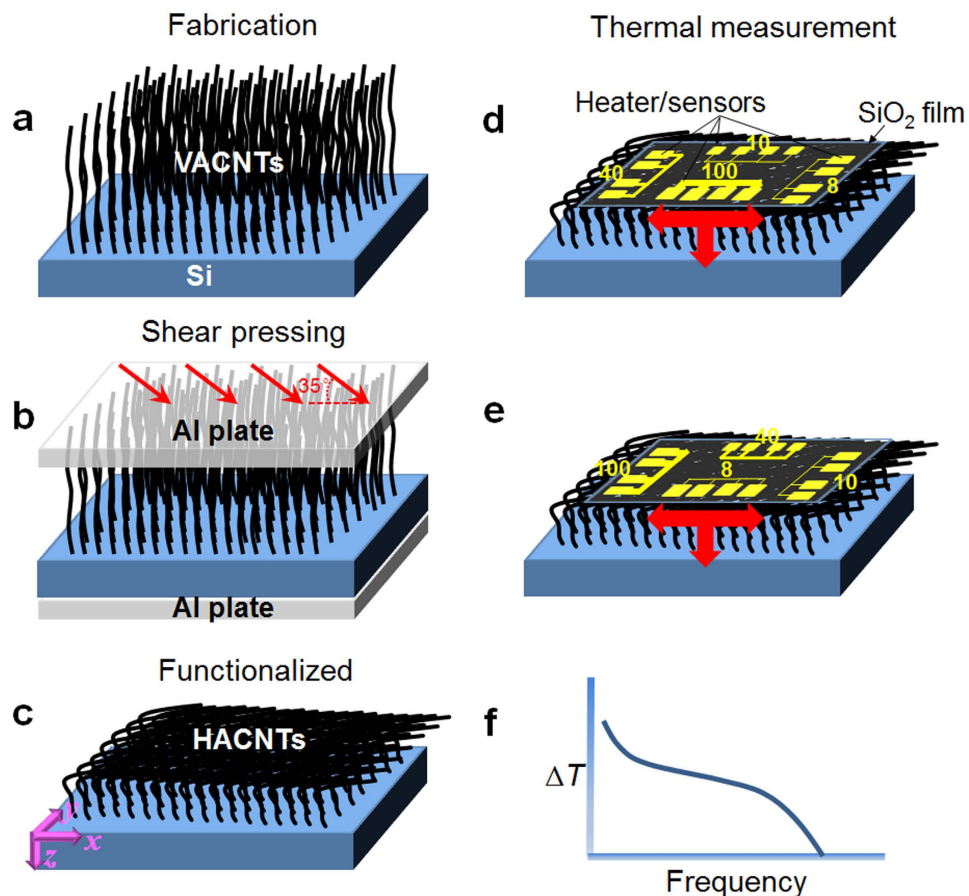 Fabrication
a
VACNTs
Si
Shear pressing
b
35°
Al plate
Al plate
Functionalized
c
HACNTs
y
x
z
Thermal measurement
d
Heater/sensors
SiO₂ film
10
40
100
8
e
40
100
8
10
f
ΔT
Frequency